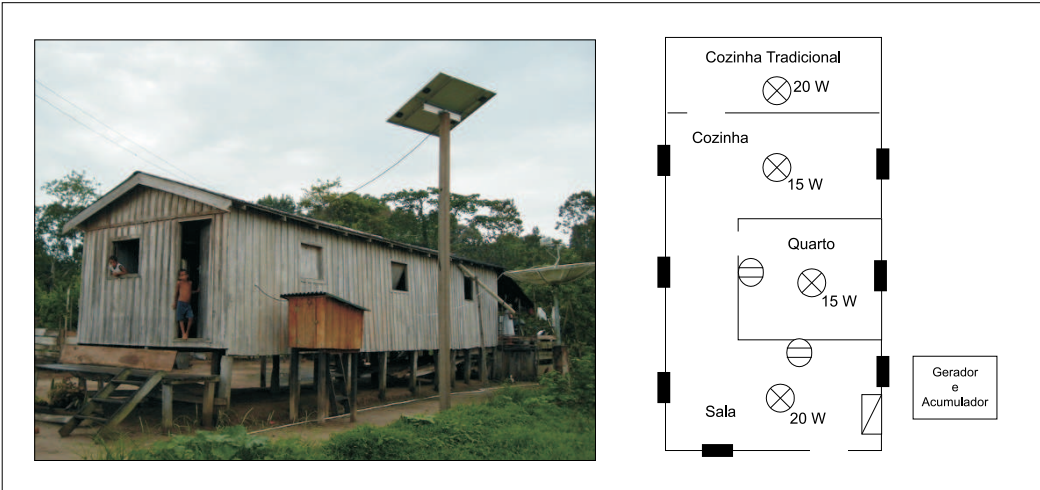 Cozinha Tradicional
20 W
Cozinha
15 W
Quarto
15 W
Sala
20 W
Gerador
e
Acumulador